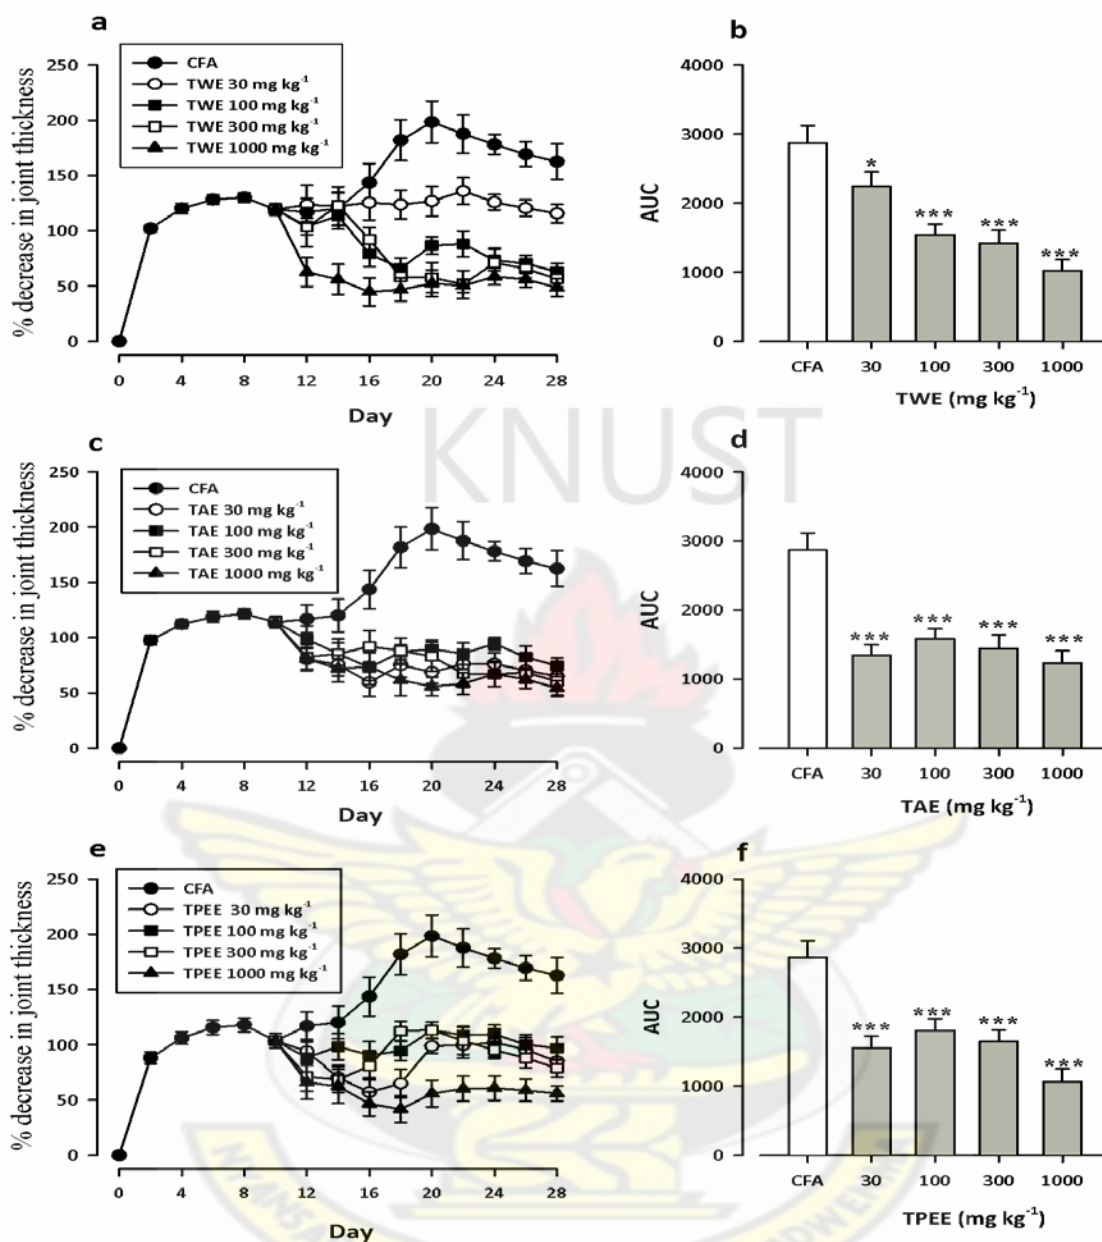 a
% decrease in joint thickness
250
200
150
100
50
0
CFA
TWE 30 mg kg⁻¹
TWE 100 mg kg⁻¹
TWE 300 mg kg⁻¹
TWE 1000 mg kg⁻¹
0 4 8 12 16 20 24 28
Day
b
AUC
4000
3000
2000
1000
0
*
***
***
***
CFA 30 100 300 1000
TWE (mg kg⁻¹)
KNUST
c
% decrease in joint thickness
250
200
150
100
50
0
CFA
TAE 30 mg kg⁻¹
TAE 100 mg kg⁻¹
TAE 300 mg kg⁻¹
TAE 1000 mg kg⁻¹
0 4 8 12 16 20 24 28
Day
d
AUC
4000
3000
2000
1000
0
***
***
***
***
CFA 30 100 300 1000
TAE (mg kg⁻¹)
e
% decrease in joint thickness
250
200
150
100
50
0
CFA
TPEE 30 mg kg⁻¹
TPEE 100 mg kg⁻¹
TPEE 300 mg kg⁻¹
TPEE 1000 mg kg⁻¹
0 4 8 12 16 20 24 28
Day
f
AUC
4000
3000
2000
1000
0
***
***
***
***
CFA 30 100 300 1000
TPEE (mg kg⁻¹)